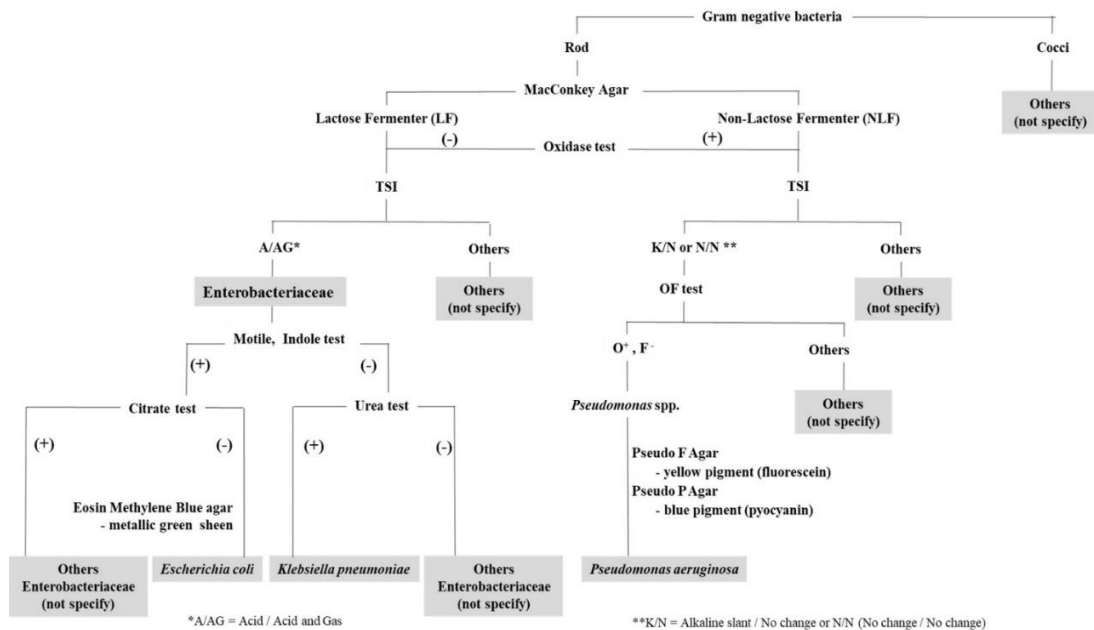 Gram negative bacteria
Rod
Cocci
MacConkey Agar
Others
(not specify)
Lactose Fermenter (LF)
Non-Lactose Fermenter (NLF)
(-)
Oxidase test
(+)
TSI
TSI
A/AG*
Others
K/N or N/N **
Others
Enterobacteriaceae
Others
(not specify)
OF test
Others
(not specify)
Motile, Indole test
(+)
(-)
O⁺ , F⁻
Others
Citrate test
Urea test
Pseudomonas spp.
Others
(not specify)
(+)
(-)
(+)
(-)
Pseudo F Agar
- yellow pigment (fluorescein)
Pseudo P Agar
- blue pigment (pyocyanin)
Eosin Methylene Blue agar
- metallic green sheen
Others
Enterobacteriaceae
(not specify)
Escherichia coli
Klebsiella pneumoniae
Others
Enterobacteriaceae
(not specify)
Pseudomonas aeruginosa
*A/AG = Acid / Acid and Gas
**K/N = Alkaline slant / No change or N/N (No change / No change)